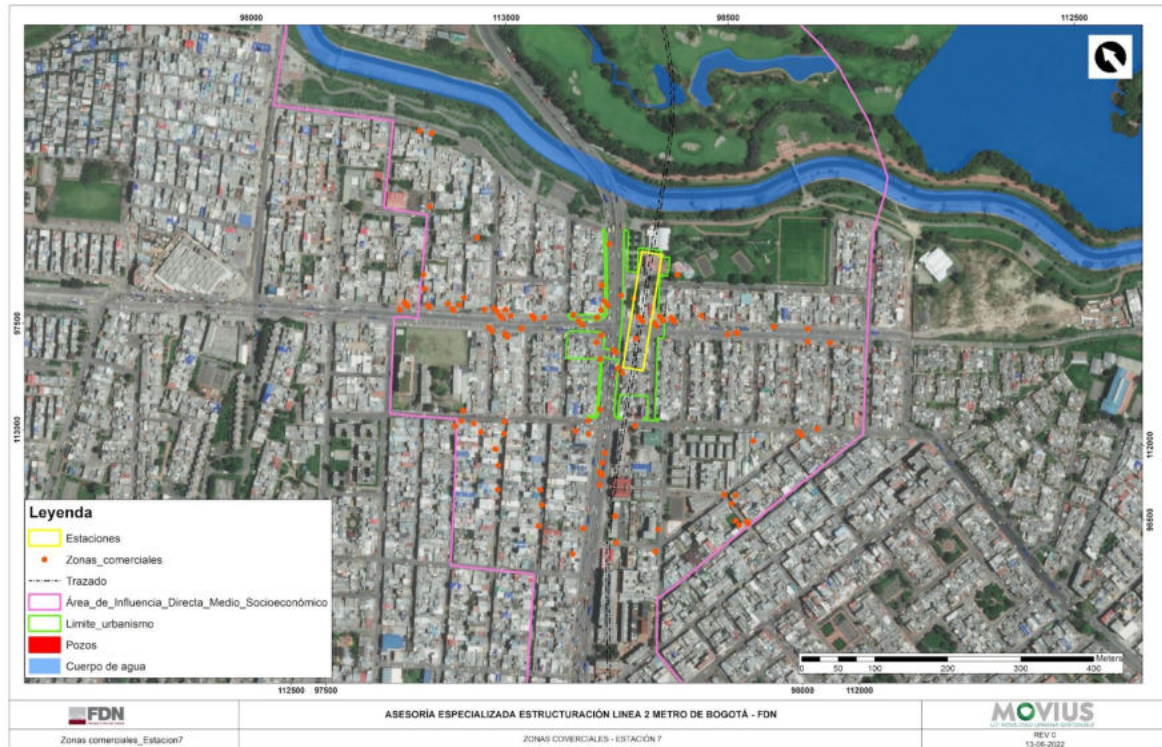 98000 113000 98500 112500
97500
113000
112000
98500
Leyenda
Estaciones
Zonas_comerciales
Trazado
Área_de_Influencia_Directa_Medio_Socioeconómico
Limite_urbanismo
Pozos
Cuerpo de agua
Meters
0 50 100 200 300 400
112500 97500 98000 112000
FDN
ASESORÍA ESPECIALIZADA ESTRUCTURACIÓN LINEA 2 METRO DE BOGOTÁ - FDN
MOVIUS
Zonas comerciales_Estacion7
ZONAS COMERCIALES - ESTACIÓN 7
REV 0
13-06-2022